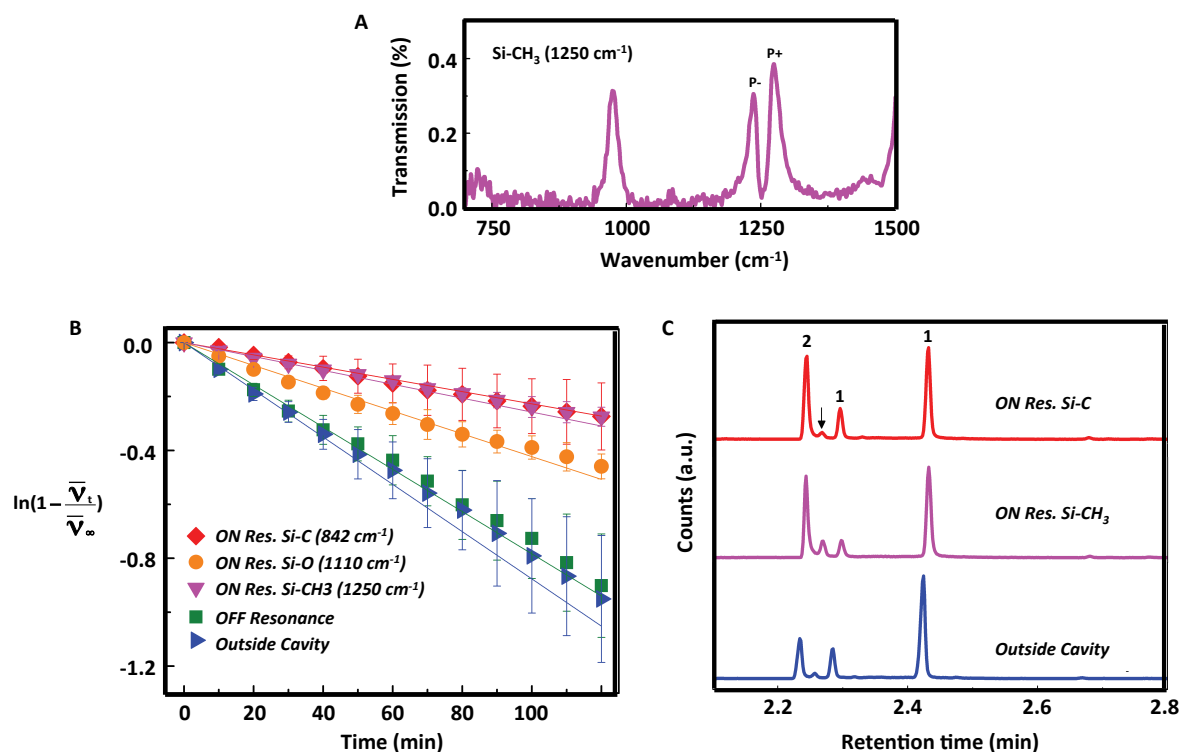 A
Si-CH₃ (1250 cm⁻¹)
P-
P+
Transmission (%)
0.4
0.2
0.0
750
1000
1250
1500
Wavenumber (cm⁻¹)
B
0.0
-0.4
-0.8
-1.2
ln(1 − ν̅ₜ/ν̅∞)
ON Res. Si-C (842 cm⁻¹)
ON Res. Si-O (1110 cm⁻¹)
ON Res. Si-CH3 (1250 cm⁻¹)
OFF Resonance
Outside Cavity
0
20
40
60
80
100
Time (min)
C
2
1
1
ON Res. Si-C
ON Res. Si-CH₃
Outside Cavity
Counts (a.u.)
2.2
2.4
2.6
2.8
Retention time (min)